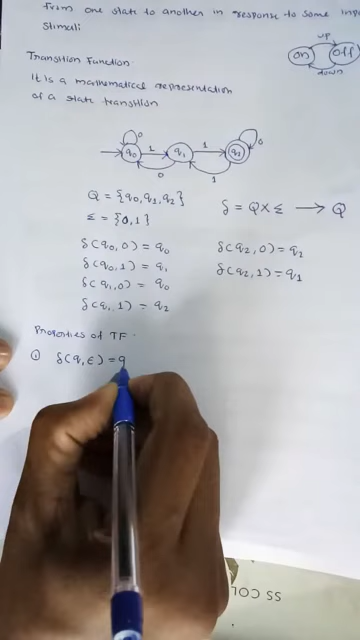 from one state to another in response to some inp
stimuli
up
on off
down
Transition Function
It is a mathematical representation
of a state transition
0 0
q0 1 q1 1 q2
0 1
Q = {q0, q1, q2}
Σ = {0, 1}
δ = Q × Σ → Q
δ(q0, 0) = q0
δ(q0, 1) = q1
δ(q1, 0) = q0
δ(q1, 1) = q2
δ(q2, 0) = q2
δ(q2, 1) = q1
Properties of TF
① δ(q, ε) = q
SS COL